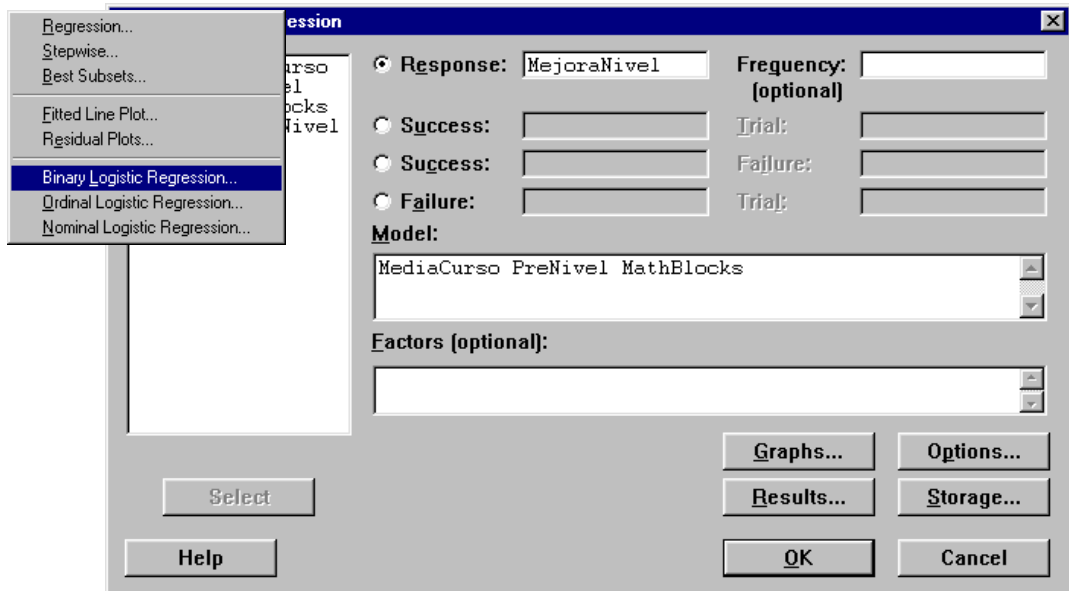 Regression...
Stepwise...
Best Subsets...
Fitted Line Plot...
Residual Plots...
Binary Logistic Regression...
Ordinal Logistic Regression...
Nominal Logistic Regression...
Response: MejoraNivel Frequency:
(optional)
Success: Trial:
Success: Failure:
Failure: Trial:
Model:
MediaCurso PreNivel MathBlocks
Factors (optional):
Graphs... Options...
Select Results... Storage...
Help OK Cancel